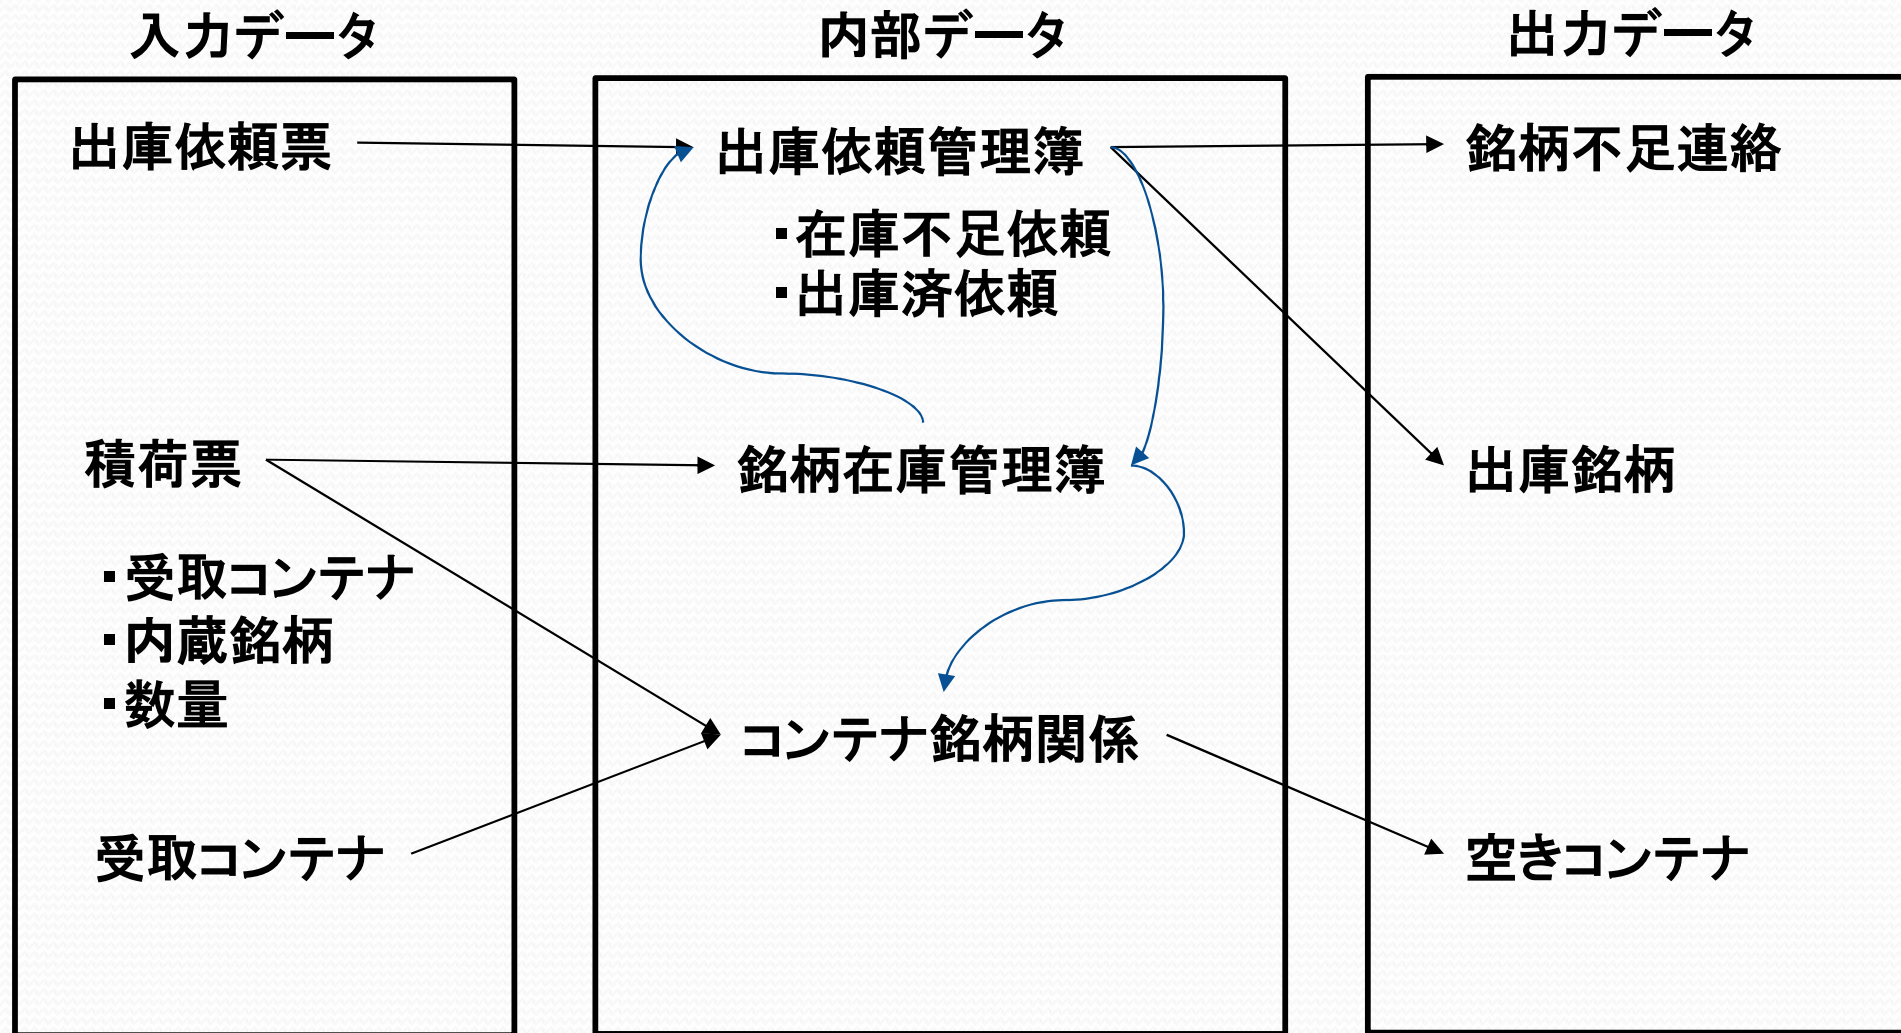 入力データ
内部データ
出力データ
出庫依頼票
出庫依頼管理簿
銘柄不足連絡
・在庫不足依頼
・出庫済依頼
積荷票
銘柄在庫管理簿
出庫銘柄
・受取コンテナ
・内蔵銘柄
・数量
コンテナ銘柄関係
受取コンテナ
空きコンテナ